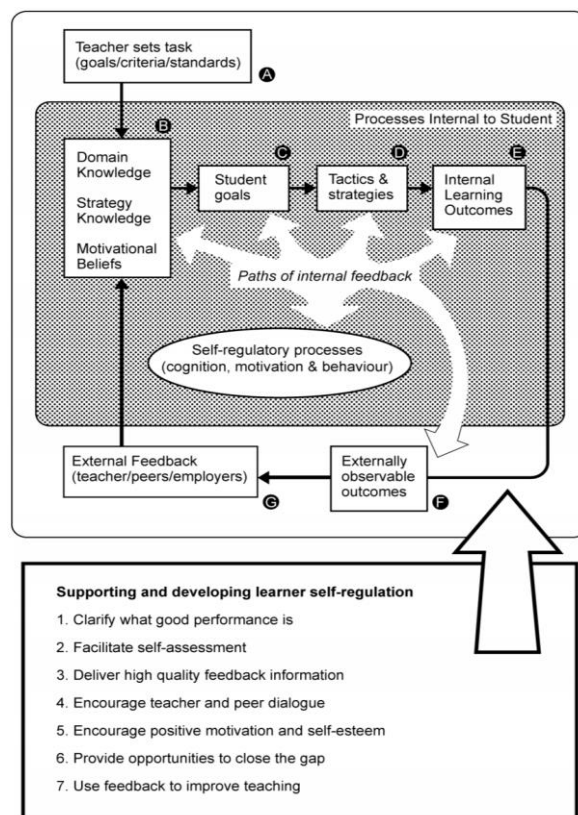 Teacher sets task
(goals/criteria/standards)
A
Processes Internal to Student
B
Domain
Knowledge
Strategy
Knowledge
Motivational
Beliefs
C
Student
goals
D
Tactics &
strategies
E
Internal
Learning
Outcomes
Paths of internal feedback
Self-regulatory processes
(cognition, motivation & behaviour)
External Feedback
(teacher/peers/employers)
G
Externally
observable
outcomes
F
Supporting and developing learner self-regulation
1. Clarify what good performance is
2. Facilitate self-assessment
3. Deliver high quality feedback information
4. Encourage teacher and peer dialogue
5. Encourage positive motivation and self-esteem
6. Provide opportunities to close the gap
7. Use feedback to improve teaching